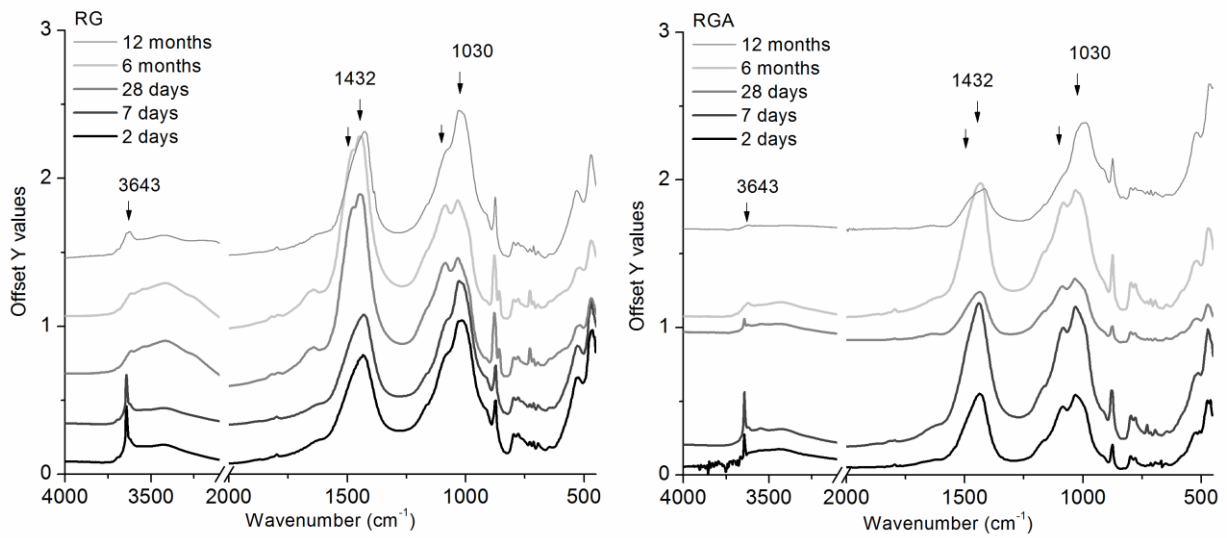 RG
12 months
6 months
28 days
7 days
2 days
3643
1432
1030
3
2
1
0
Offset Y values
4000 3500 2000 1500 1000 500
Wavenumber (cm⁻¹)
RGA
12 months
6 months
28 days
7 days
2 days
3643
1432
1030
3
2
1
0
Offset Y values
4000 3500 2000 1500 1000 500
Wavenumber (cm⁻¹)